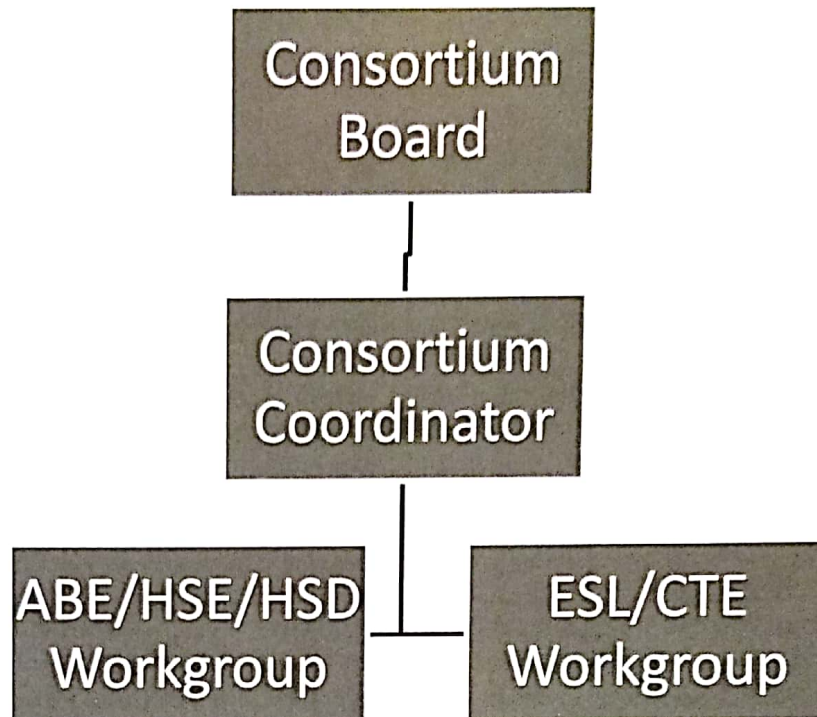 Consortium
Board
Consortium
Coordinator
ABE/HSE/HSD
Workgroup
ESL/CTE
Workgroup